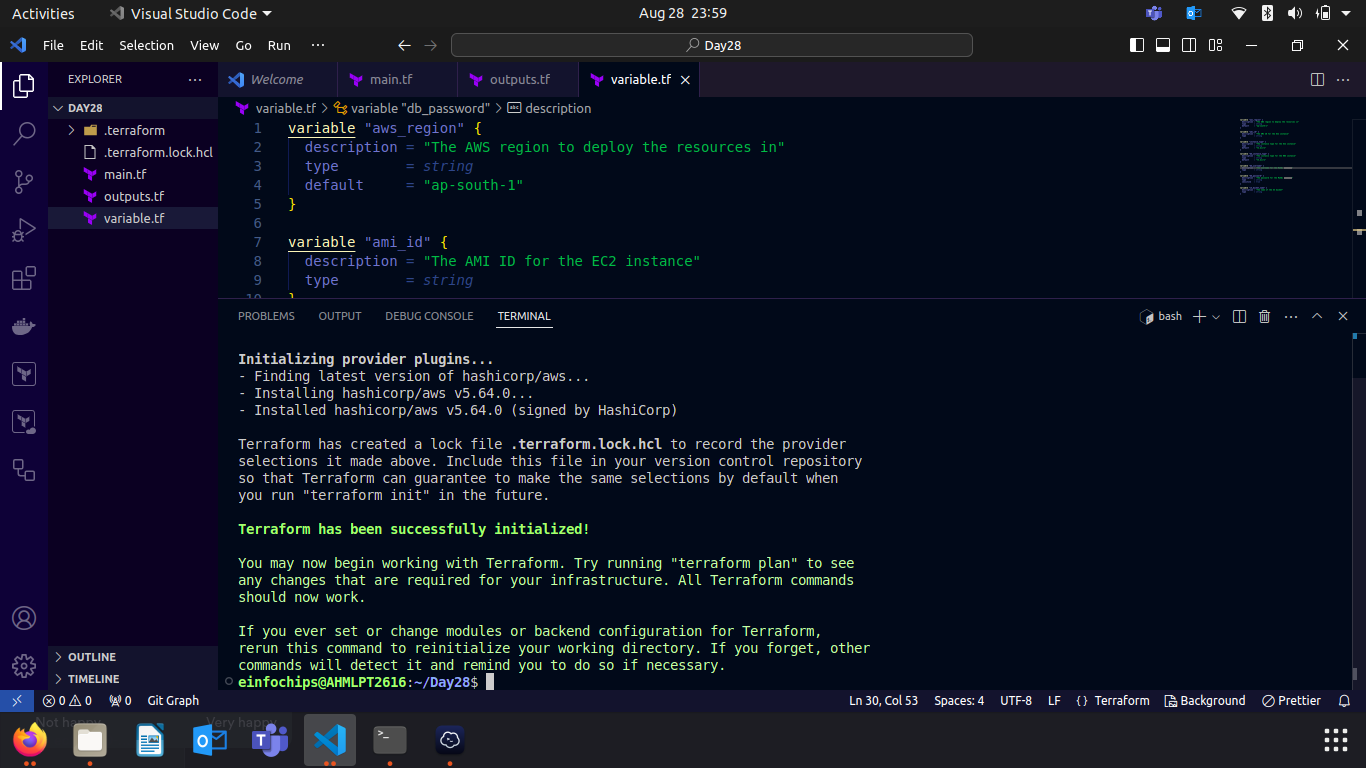 Activities Visual Studio Code Aug 28 23:59
File Edit Selection View Go Run ··· Day28
EXPLORER ···
Welcome main.tf outputs.tf variable.tf
DAY28
.terraform
.terraform.lock.hcl
main.tf
outputs.tf
variable.tf
variable.tf > variable "db_password" > description
1 variable "aws_region" {
2 description = "The AWS region to deploy the resources in"
3 type = string
4 default = "ap-south-1"
5 }
6
7 variable "ami_id" {
8 description = "The AMI ID for the EC2 instance"
9 type = string
10 }
PROBLEMS OUTPUT DEBUG CONSOLE TERMINAL bash
Initializing provider plugins...
- Finding latest version of hashicorp/aws...
- Installing hashicorp/aws v5.64.0...
- Installed hashicorp/aws v5.64.0 (signed by HashiCorp)
Terraform has created a lock file .terraform.lock.hcl to record the provider
selections it made above. Include this file in your version control repository
so that Terraform can guarantee to make the same selections by default when
you run "terraform init" in the future.
Terraform has been successfully initialized!
You may now begin working with Terraform. Try running "terraform plan" to see
any changes that are required for your infrastructure. All Terraform commands
should now work.
If you ever set or change modules or backend configuration for Terraform,
rerun this command to reinitialize your working directory. If you forget, other
commands will detect it and remind you to do so if necessary.
einfochips@AHMLPT2616:~/Day28$
OUTLINE
TIMELINE
0 0 0 Git Graph Ln 30, Col 53 Spaces: 4 UTF-8 LF {} Terraform Background Prettier
Not happy Very happy